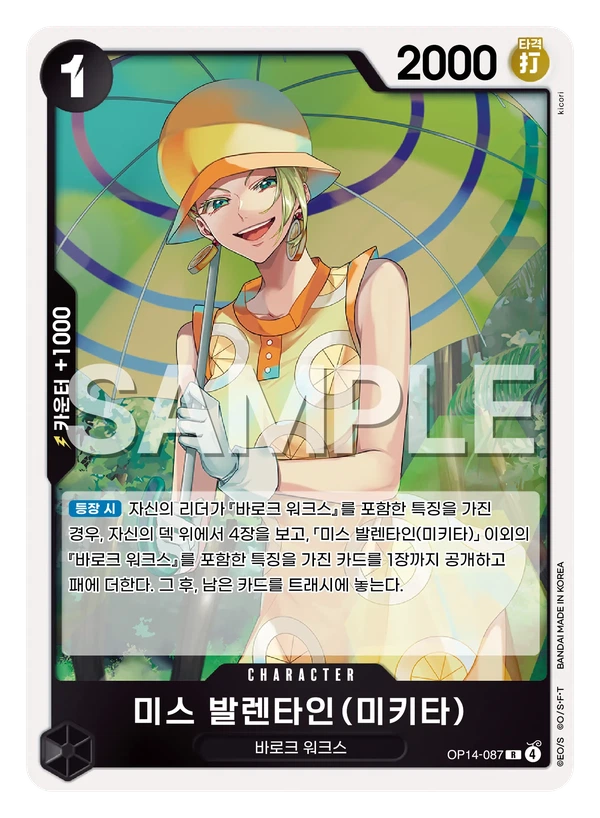 1
2000
타격
打
kicori
카운터 +1000
SAMPLE
등장 시 자신의 리더가 『바로크 워크스』를 포함한 특징을 가진
경우, 자신의 덱 위에서 4장을 보고, 「미스 발렌타인(미키타)」 이외의
『바로크 워크스』를 포함한 특징을 가진 카드를 1장까지 공개하고
패에 더한다. 그 후, 남은 카드를 트래시에 놓는다.
CHARACTER
미스 발렌타인(미키타)
바로크 워크스
OP14-087 R 4
©EO/S ©O/S·F·T BANDAI MADE IN KOREA